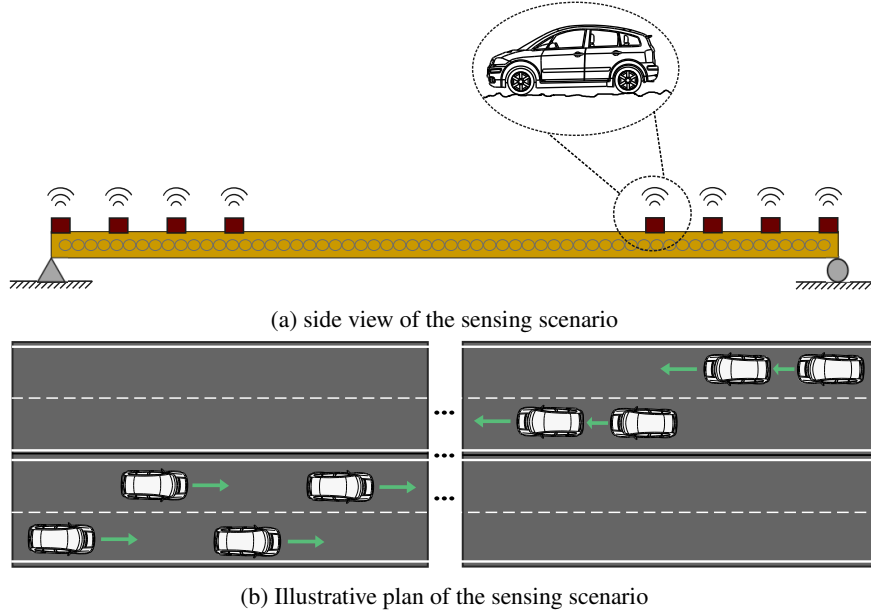 (a) side view of the sensing scenario
(b) Illustrative plan of the sensing scenario